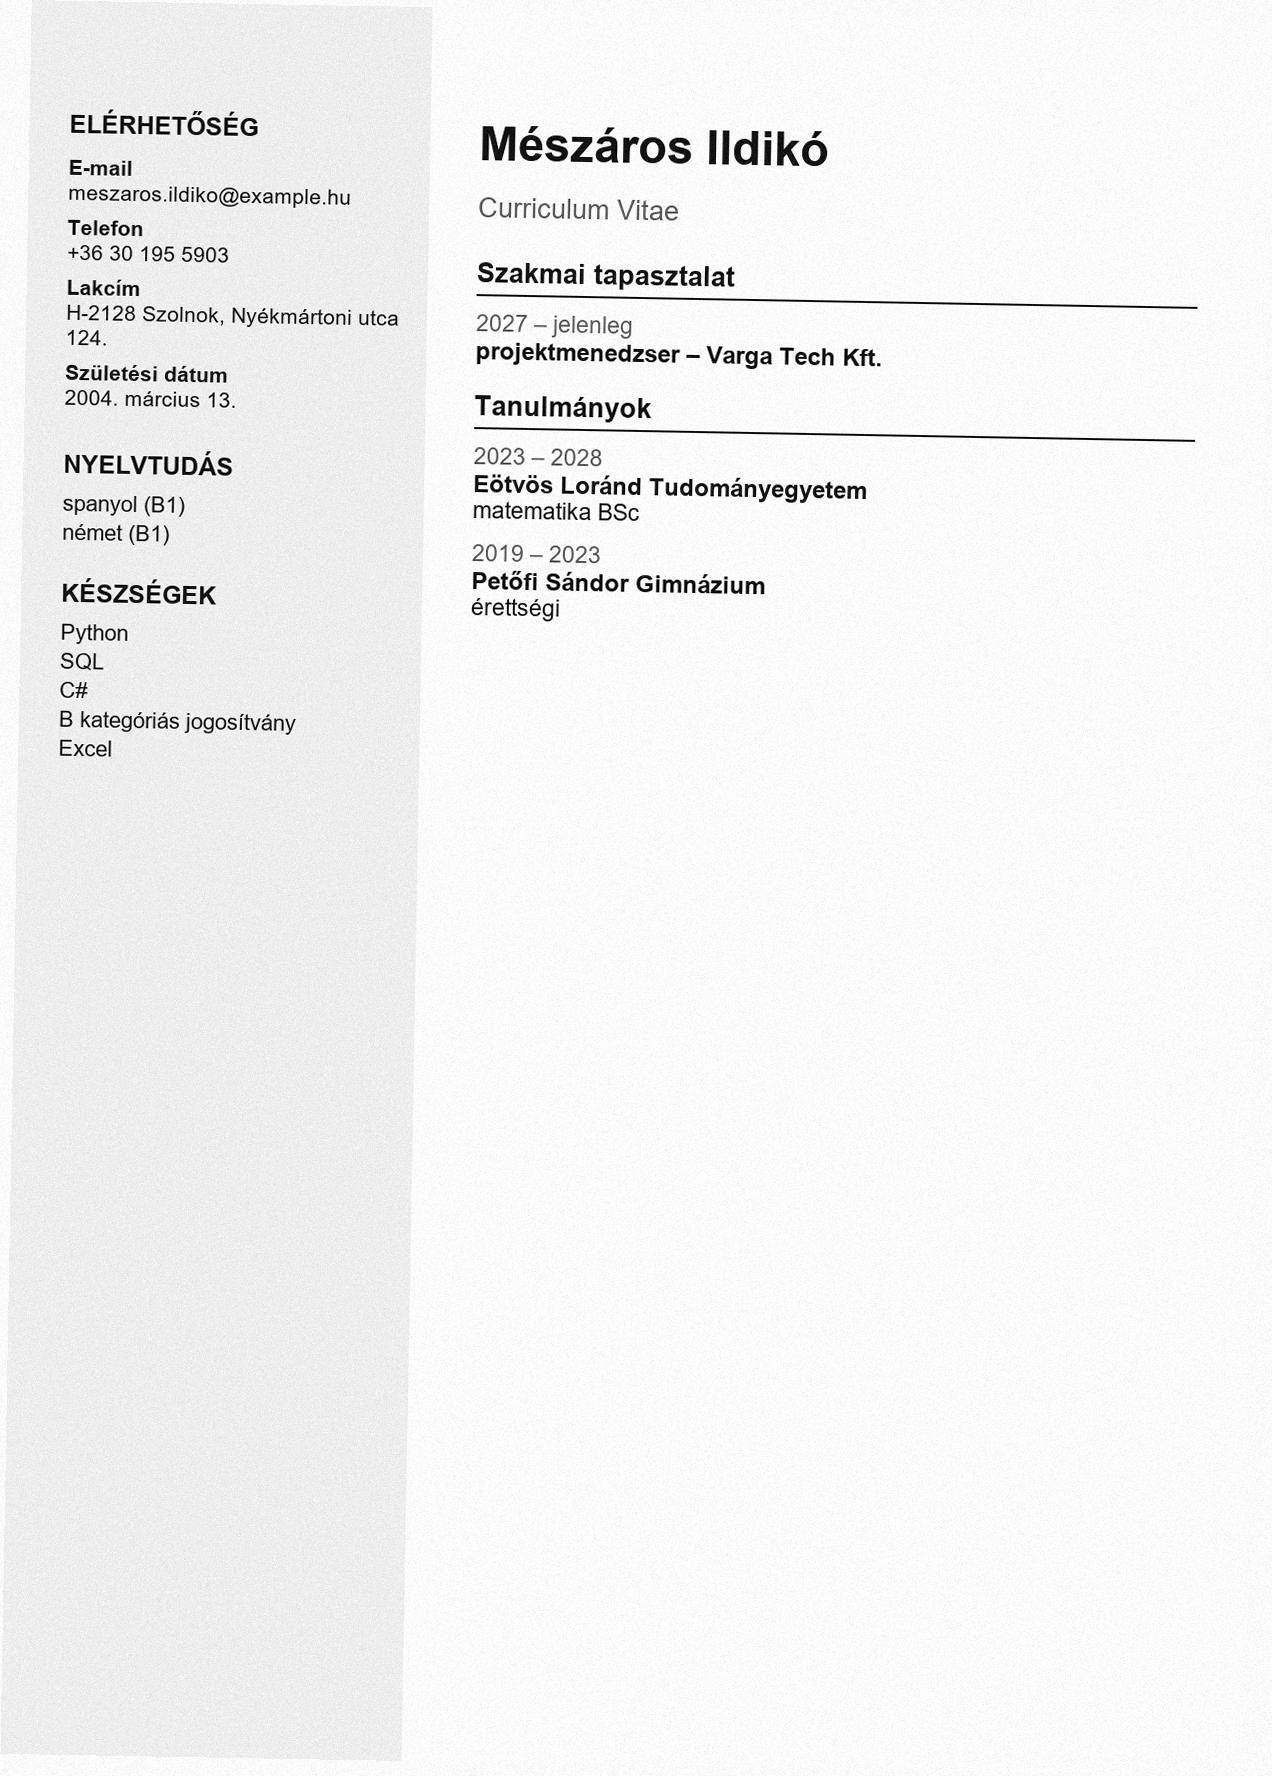 ELÉRHETŐSÉG
E-mail
meszaros.ildiko@example.hu
Telefon
+36 30 195 5903
Lakcím
H-2128 Szolnok, Nyékmártoni utca
124.
Születési dátum
2004. március 13.
NYELVTUDÁS
spanyol (B1)
német (B1)
KÉSZSÉGEK
Python
SQL
C#
B kategóriás jogosítvány
Excel
Mészáros Ildikó
Curriculum Vitae
Szakmai tapasztalat
2027 – jelenleg
projektmenedzser – Varga Tech Kft.
Tanulmányok
2023 – 2028
Eötvös Loránd Tudományegyetem
matematika BSc
2019 – 2023
Petőfi Sándor Gimnázium
érettségi